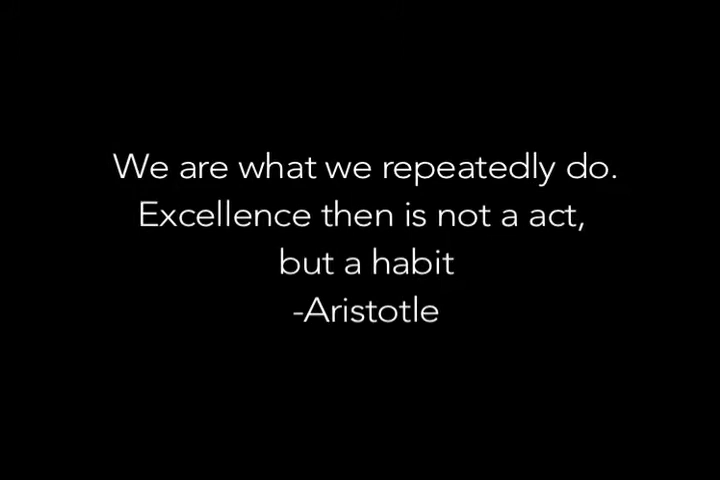 We are what we repeatedly do.
Excellence then is not a act,
but a habit
-Aristotle